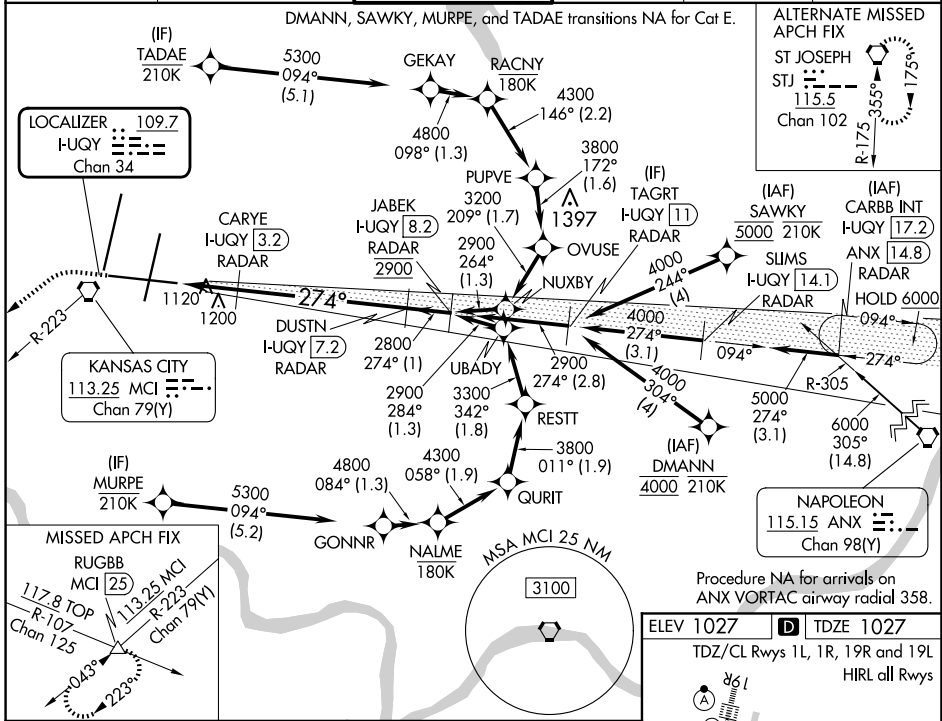 DMANN, SAWKY, MURPE, and TADAE transitions NA for Cat E.
ALTERNATE MISSED
APCH FIX
ST JOSEPH
STJ
115.5
Chan 102
R-175
355°
175°
(IF)
TADAE
210K
5300
094°
(5.1)
GEKAY
RACNY
180K
4800
098° (1.3)
4300
146° (2.2)
LOCALIZER 109.7
I-UQY
Chan 34
PUPVE
3800
172°
(1.6)
1397
3200
209° (1.7)
OVUSE
(IF)
TAGRT
I-UQY 11
RADAR
(IAF)
SAWKY
5000 210K
(IAF)
CARBB INT
I-UQY 17.2
ANX 14.8
RADAR
CARYE
I-UQY 3.2
RADAR
JABEK
I-UQY 8.2
RADAR
2900
2900
264°
(1.3)
NUXBY
4000
244°
(4)
SLIMS
I-UQY 14.1
RADAR
HOLD 6000
094°
274°
1120
1200
274°
4000
274°
(3.1)
094°
R-223
DUSTN
I-UQY 7.2
RADAR
2800
274° (1)
UBADY
2900
274° (2.8)
4000
304°
(4)
5000
274°
(3.1)
R-305
6000
305°
(14.8)
KANSAS CITY
113.25 MCI
Chan 79(Y)
2900
284°
(1.3)
3300
342°
(1.8)
RESTT
3800
011° (1.9)
(IAF)
DMANN
4000 210K
NAPOLEON
115.15 ANX
Chan 98(Y)
(IF)
MURPE
210K
5300
094°
(5.2)
4800
084° (1.3)
4300
058° (1.9)
QURIT
GONNR
NALME
180K
MISSED APCH FIX
RUGBB
MCI 25
117.8 TOP
R-107
Chan 125
113.25 MCI
R-223
Chan 79(Y)
043°
223°
MSA MCI 25 NM
3100
Procedure NA for arrivals on
ANX VORTAC airway radial 358.
ELEV 1027 D TDZE 1027
TDZ/CL Rwys 1L, 1R, 19R and 19L
HIRL all Rwys
19R
A